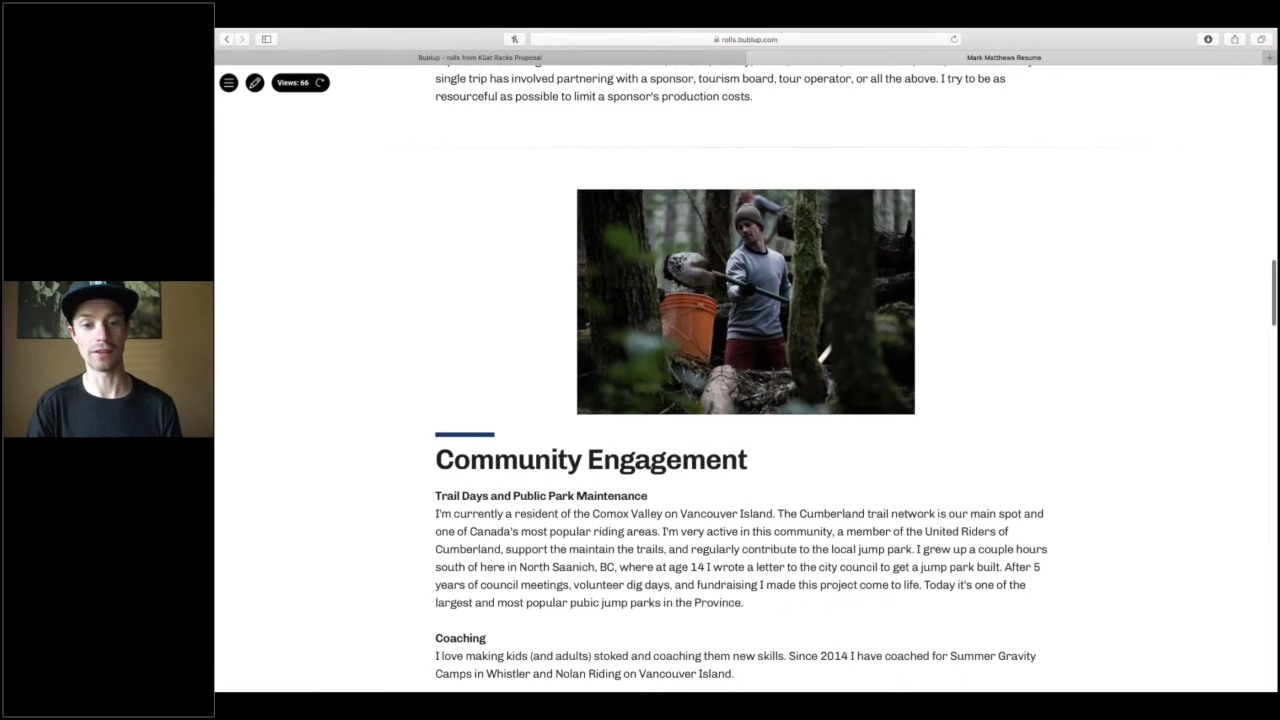 rolls.bublup.com
Bublup - rolls from Küat Racks Proposal
Mark Matthews Resume
Views: 66
single trip has involved partnering with a sponsor, tourism board, tour operator, or all the above. I try to be as
resourceful as possible to limit a sponsor's production costs.
Community Engagement
Trail Days and Public Park Maintenance
I'm currently a resident of the Comox Valley on Vancouver Island. The Cumberland trail network is our main spot and
one of Canada's most popular riding areas. I'm very active in this community, a member of the United Riders of
Cumberland, support the maintain the trails, and regularly contribute to the local jump park. I grew up a couple hours
south of here in North Saanich, BC, where at age 14 I wrote a letter to the city council to get a jump park built. After 5
years of council meetings, volunteer dig days, and fundraising I made this project come to life. Today it's one of the
largest and most popular pubic jump parks in the Province.
Coaching
I love making kids (and adults) stoked and coaching them new skills. Since 2014 I have coached for Summer Gravity
Camps in Whistler and Nolan Riding on Vancouver Island.